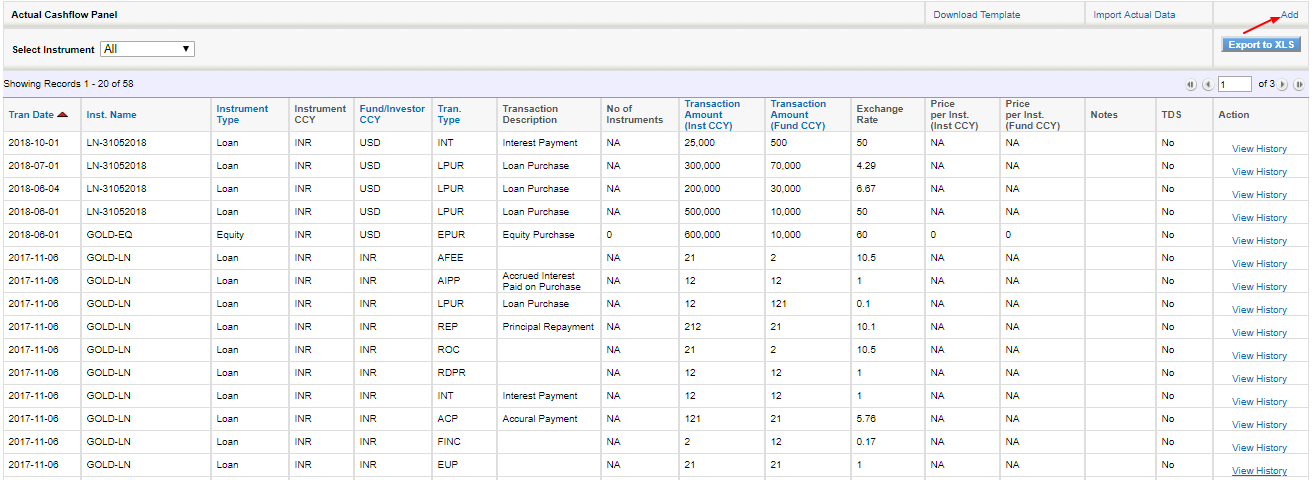 Actual Cashflow Panel Download Template Import Actual Data Add
Select Instrument All Export to XLS
Showing Records 1 - 20 of 58 1 of 3
Tran Date Inst. Name Instrument Type Instrument CCY Fund/Investor CCY Tran. Type Transaction Description No of Instruments Transaction Amount (Inst CCY) Transaction Amount (Fund CCY) Exchange Rate Price per Inst. (Inst CCY) Price per Inst. (Fund CCY) Notes TDS Action
2018-10-01 LN-31052018 Loan INR USD INT Interest Payment NA 25,000 500 50 NA NA No View History
2018-07-01 LN-31052018 Loan INR USD LPUR Loan Purchase NA 300,000 70,000 4.29 NA NA No View History
2018-06-04 LN-31052018 Loan INR USD LPUR Loan Purchase NA 200,000 30,000 6.67 NA NA No View History
2018-06-01 LN-31052018 Loan INR USD LPUR Loan Purchase NA 500,000 10,000 50 NA NA No View History
2018-06-01 GOLD-EQ Equity INR USD EPUR Equity Purchase 0 600,000 10,000 60 0 0 No View History
2017-11-06 GOLD-LN Loan INR INR AFEE NA 21 2 10.5 NA NA No View History
2017-11-06 GOLD-LN Loan INR INR AIPP Accrued Interest Paid on Purchase NA 12 12 1 NA NA No View History
2017-11-06 GOLD-LN Loan INR INR LPUR Loan Purchase NA 12 121 0.1 NA NA No View History
2017-11-06 GOLD-LN Loan INR INR REP Principal Repayment NA 212 21 10.1 NA NA No View History
2017-11-06 GOLD-LN Loan INR INR ROC NA 21 2 10.5 NA NA No View History
2017-11-06 GOLD-LN Loan INR INR RDPR NA 12 12 1 NA NA No View History
2017-11-06 GOLD-LN Loan INR INR INT Interest Payment NA 12 12 1 NA NA No View History
2017-11-06 GOLD-LN Loan INR INR ACP Accural Payment NA 121 21 5.76 NA NA No View History
2017-11-06 GOLD-LN Loan INR INR FINC NA 2 12 0.17 NA NA No View History
2017-11-06 GOLD-LN Loan INR INR EUP NA 21 21 1 NA NA No View History